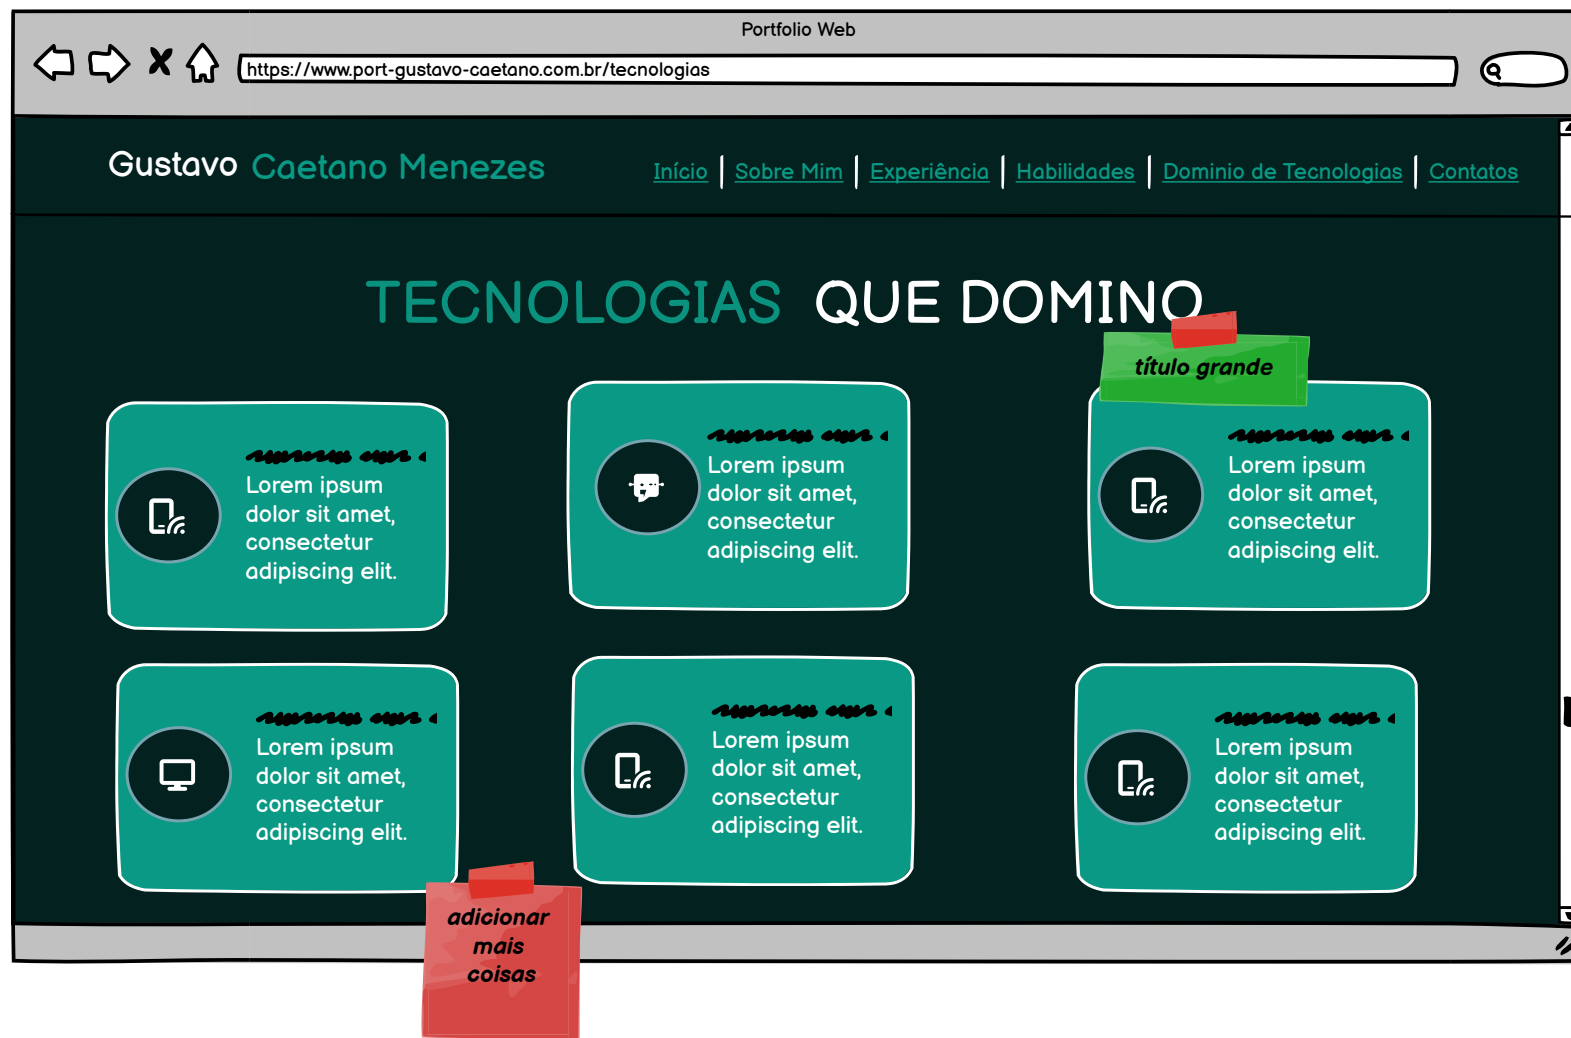 Portfolio Web
https://www.port-gustavo-caetano.com.br/tecnologias
Gustavo Caetano Menezes
Início | Sobre Mim | Experiência | Habilidades | Dominio de Tecnologias | Contatos
TECNOLOGIAS QUE DOMINO
título grande
Lorem ipsum
dolor sit amet,
consectetur
adipiscing elit.
Lorem ipsum
dolor sit amet,
consectetur
adipiscing elit.
Lorem ipsum
dolor sit amet,
consectetur
adipiscing elit.
Lorem ipsum
dolor sit amet,
consectetur
adipiscing elit.
Lorem ipsum
dolor sit amet,
consectetur
adipiscing elit.
Lorem ipsum
dolor sit amet,
consectetur
adipiscing elit.
adicionar
mais
coisas